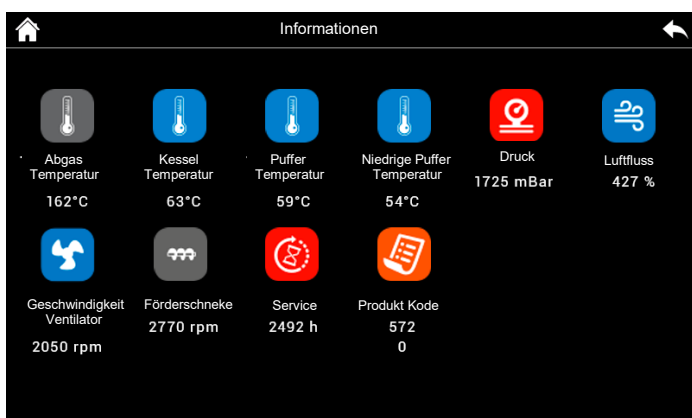 Informationen
Abgas
Temperatur
162°C
Kessel
Temperatur
63°C
Puffer
Temperatur
59°C
Niedrige Puffer
Temperatur
54°C
Druck
1725 mBar
Luftfluss
427 %
Geschwindigkeit
Ventilator
2050 rpm
Förderschneke
2770 rpm
Service
2492 h
Produkt Kode
572
0